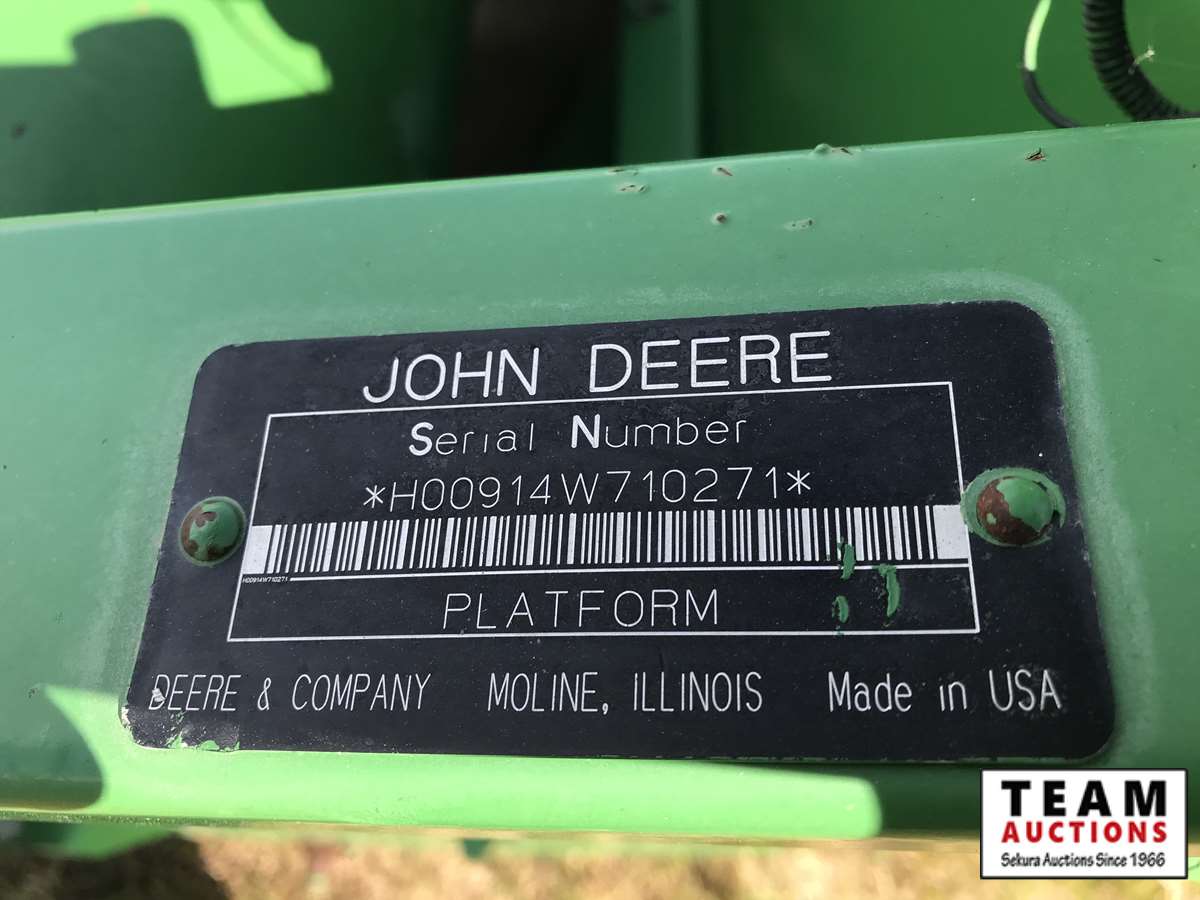 JOHN DEERE
Serial Number
*H00914W710271*
H00914W710271
PLATFORM
DEERE & COMPANY MOLINE, ILLINOIS Made in USA
TEAM
AUCTIONS
Sekura Auctions Since 1966